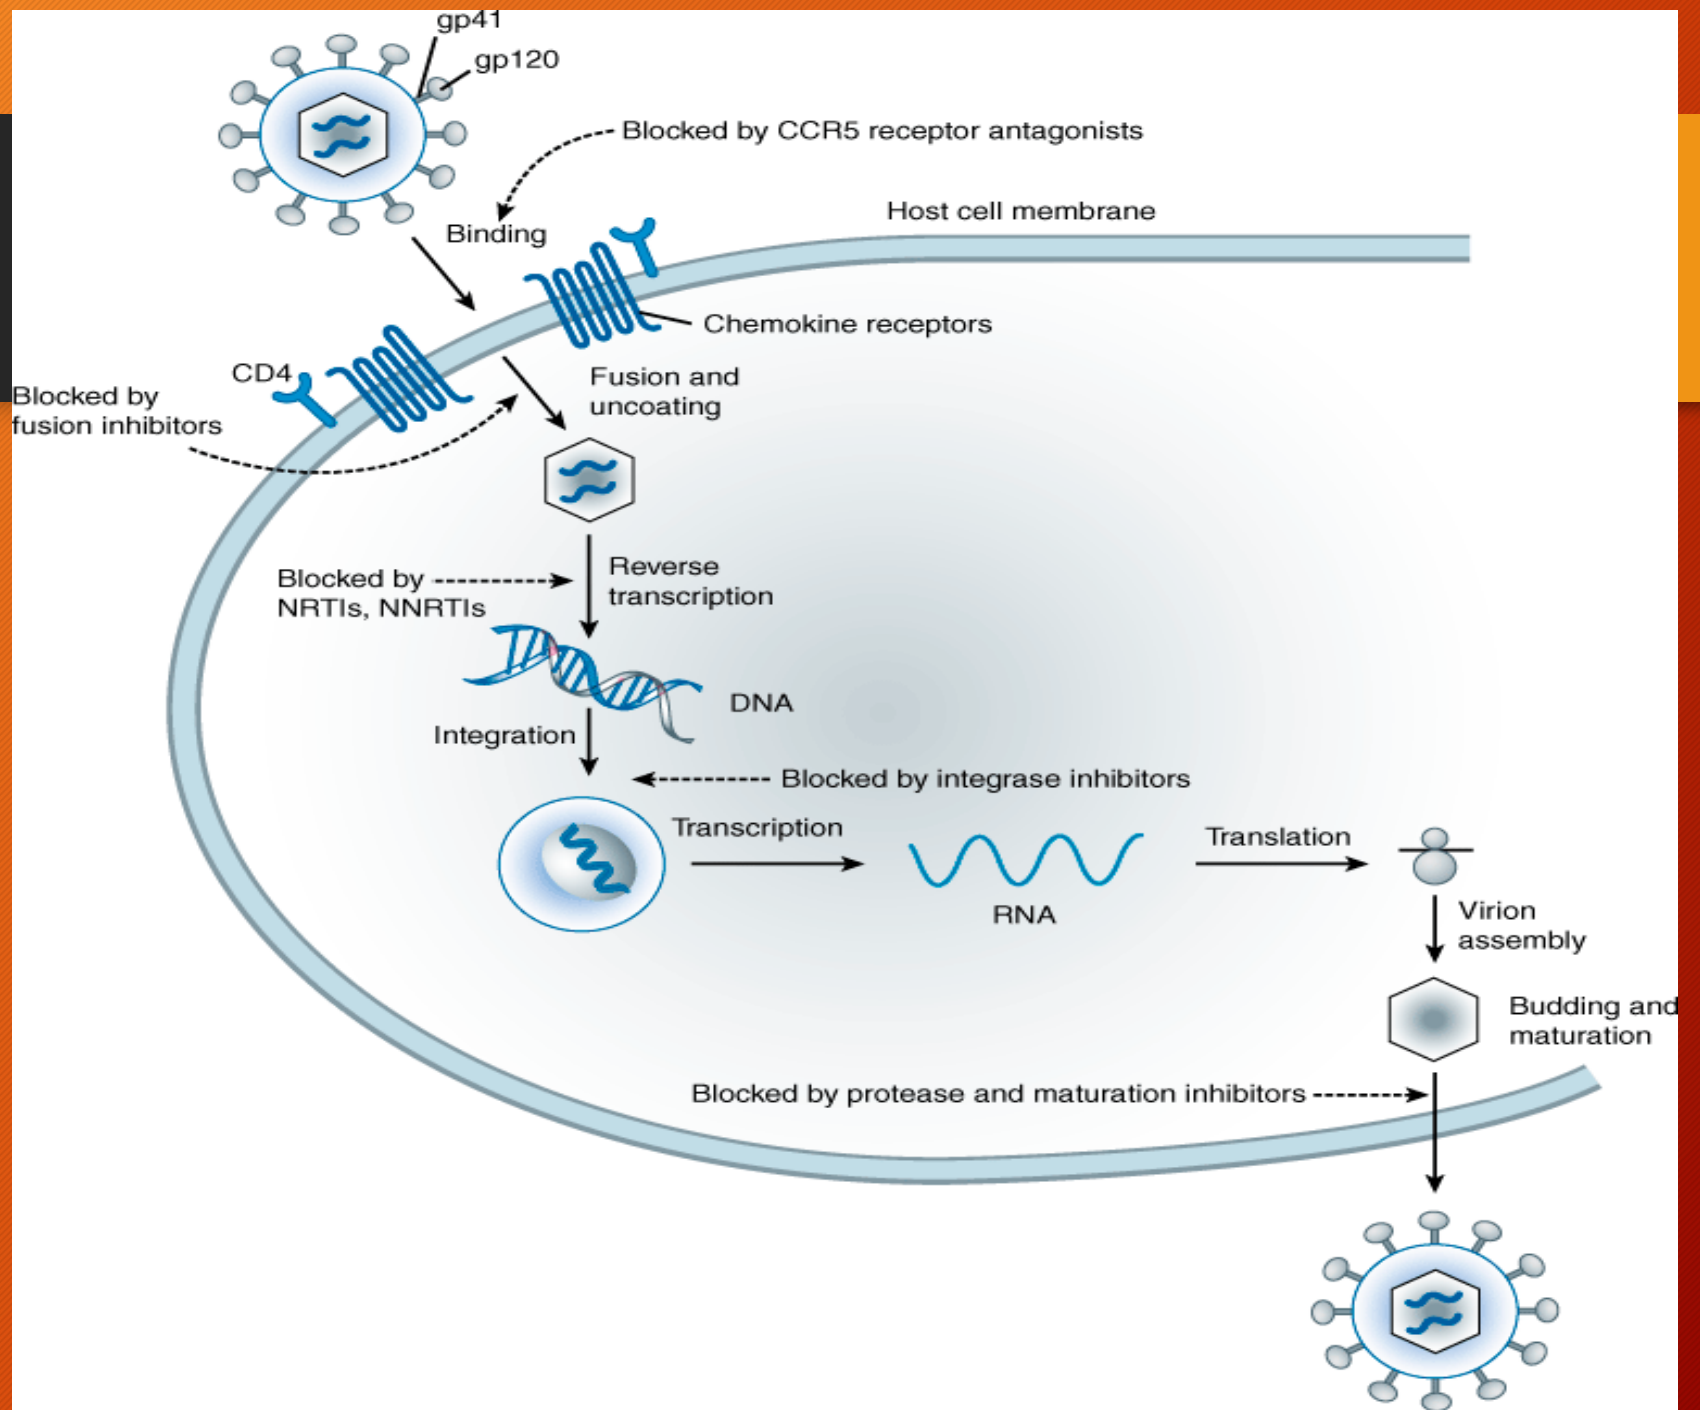 gp41
gp120
Blocked by CCR5 receptor antagonists
Host cell membrane
Binding
Chemokine receptors
CD4
Blocked by
fusion inhibitors
Fusion and
uncoating
Blocked by
NRTIs, NNRTIs
Reverse
transcription
DNA
Integration
Blocked by integrase inhibitors
Transcription
RNA
Translation
Virion
assembly
Budding and
maturation
Blocked by protease and maturation inhibitors